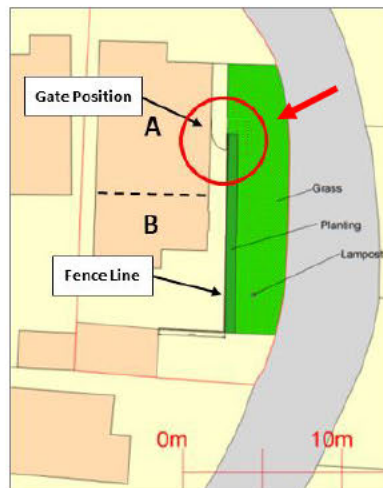 Gate Position
A
Grass
B
Planting
Lampost
Fence Line
0m
10m